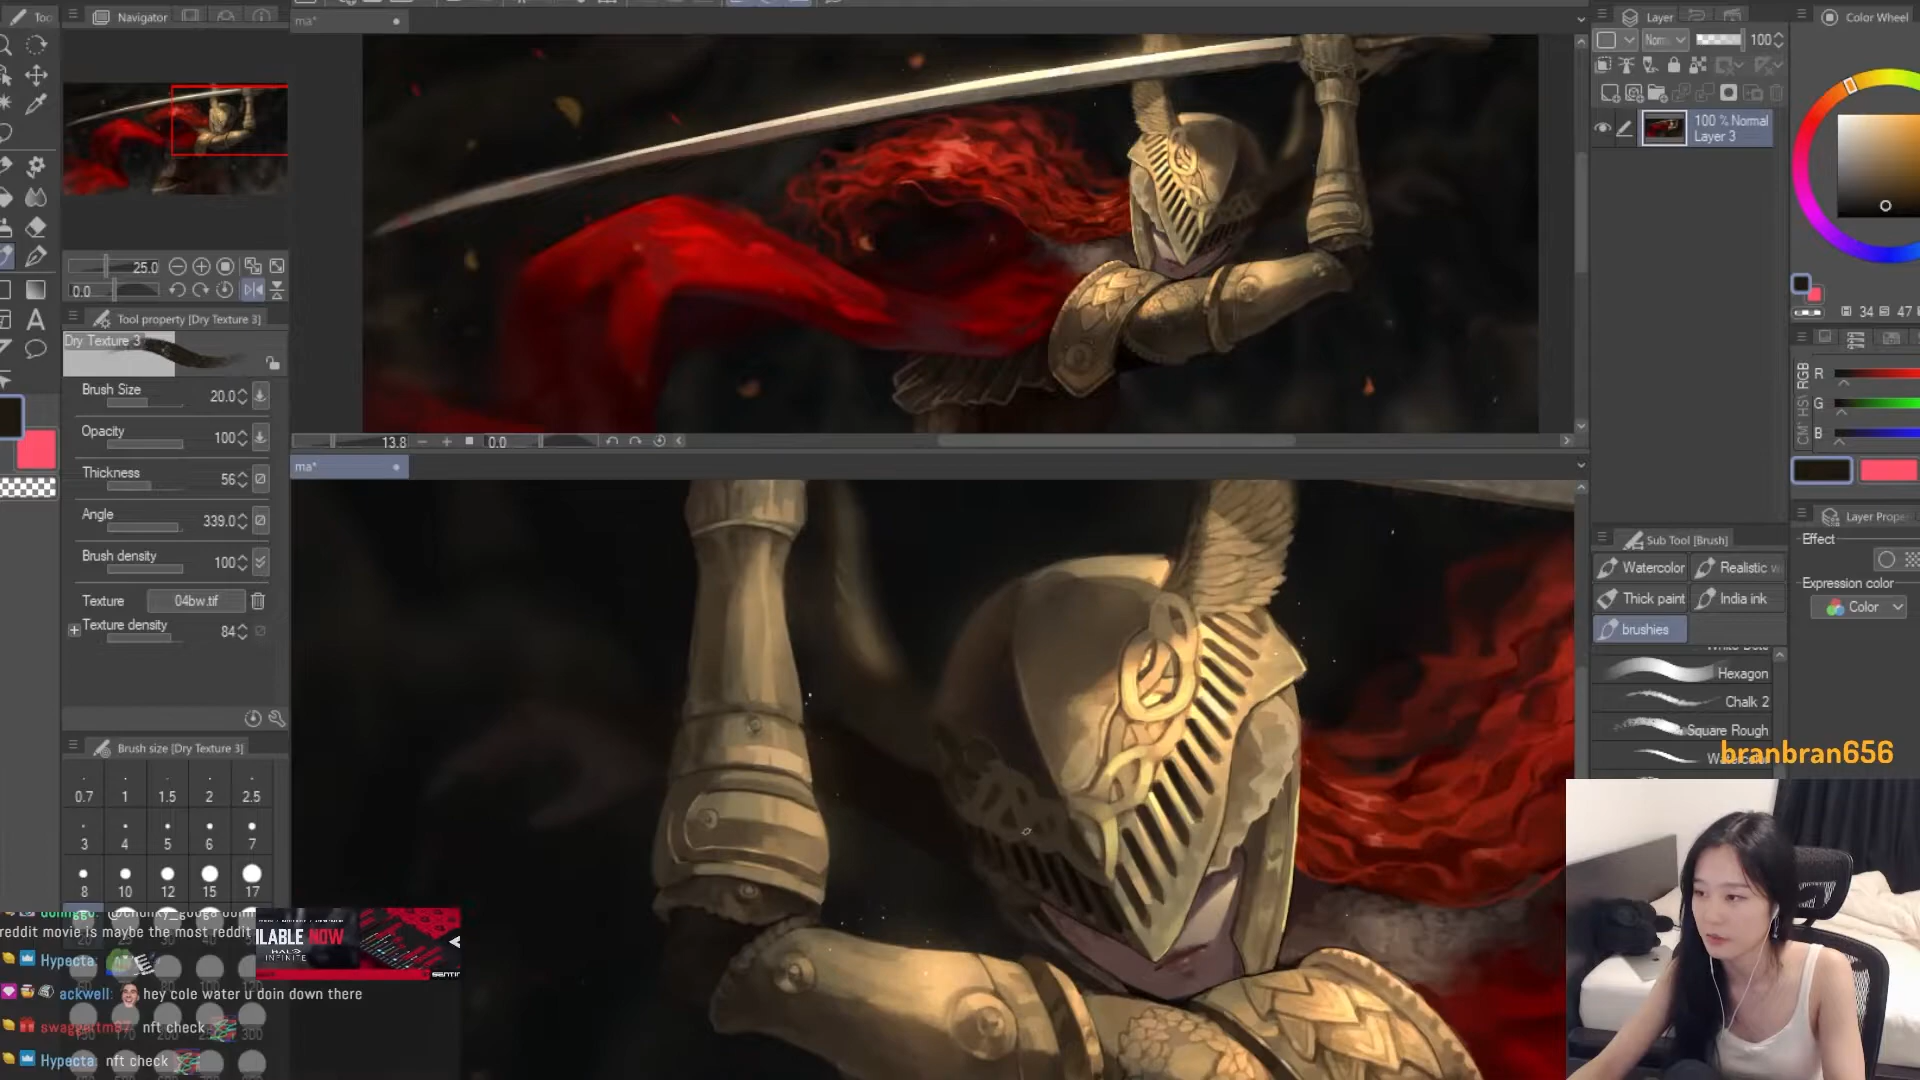 Navigator
ma*
Layer
Color Wheel
100
100 % Normal
Layer 3
25.0
0.0
Tool property [Dry Texture 3]
Dry Texture 3
Brush Size
20.0
Opacity
100
Thickness
56
Angle
339.0
Brush density
100
Texture
04bw.tif
Texture density
84
34
47
RGB
R
G
B
13.8
0.0
ma*
Effect
Expression color
Color
Sub Tool [Brush]
Watercolor
Realistic
Thick paint
India ink
brushies
Hexagon
Chalk 2
Square Rough
branbran656
Brush size [Dry Texture 3]
0.7 1 1.5 2 2.5
3 4 5 6 7
8 10 12 15 17
reddit movie is maybe the most reddit
Hypecta:
ackwell: hey cole water u doin down there
nft check
Hypecta: nft check
NOW
HALO
INFINITE